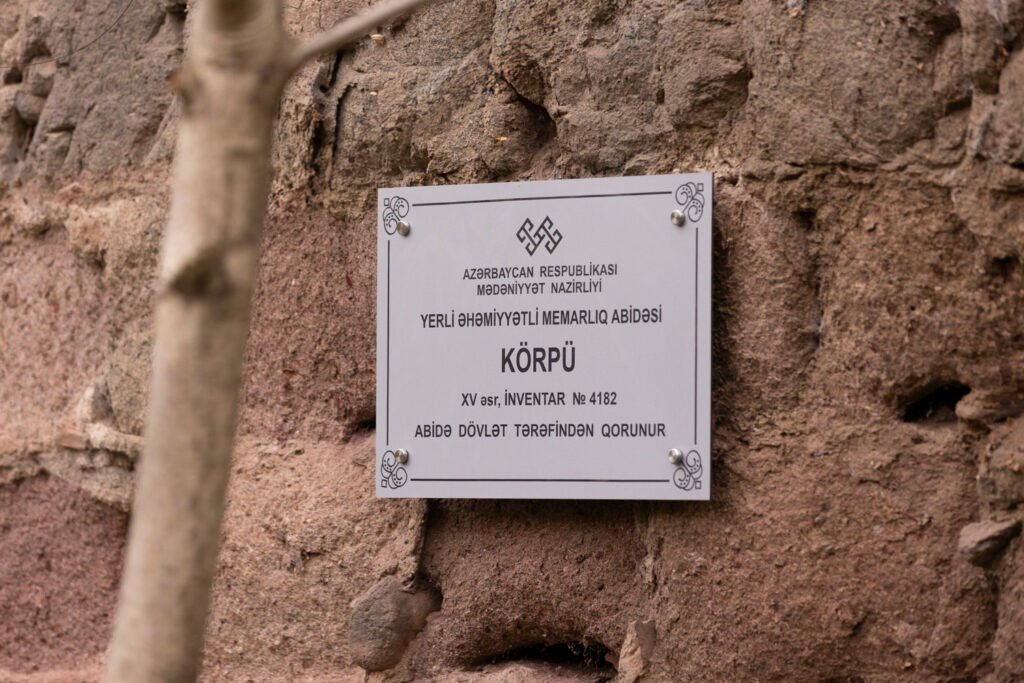 AZƏRBAYCAN RESPUBLİKASI
MƏDƏNİYYƏT NAZİRLİYİ
YERLİ ƏHƏMİYYƏTLİ MEMARLIQ ABİDƏSİ
KÖRPÜ
XV əsr, İNVENTAR № 4182
ABİDƏ DÖVLƏT TƏRƏFİNDƏN QORUNUR